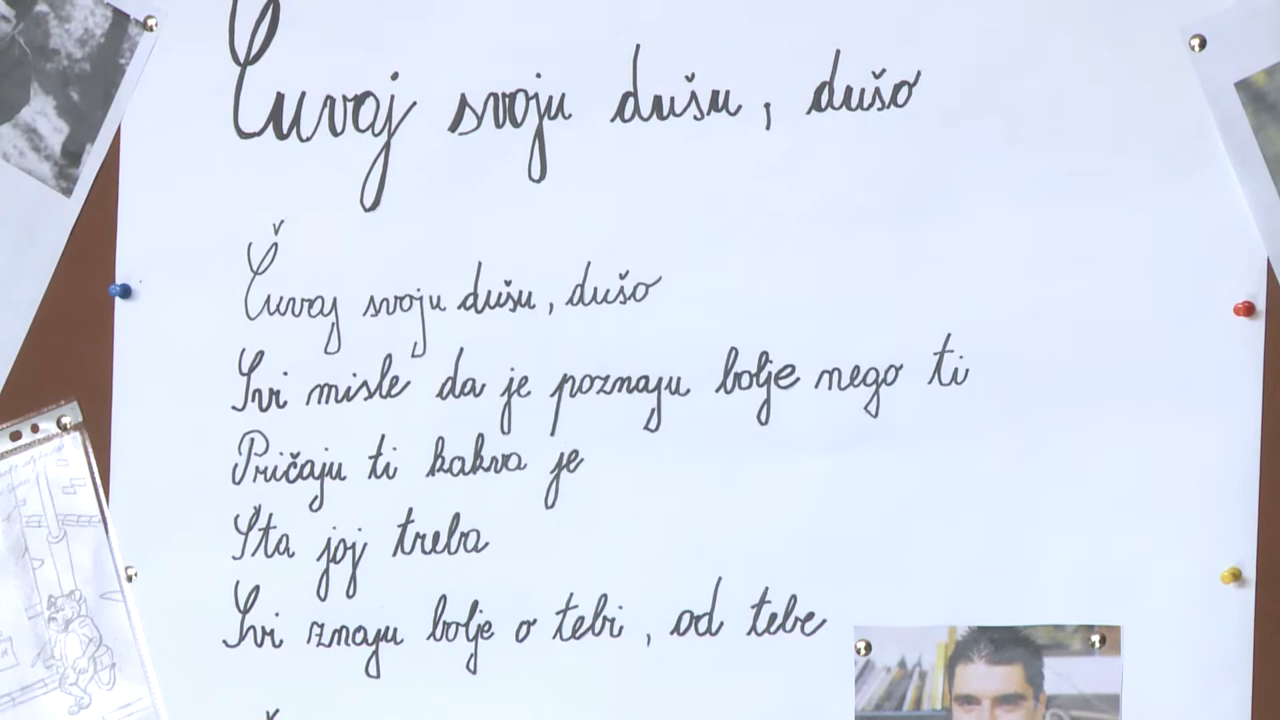 Čuvaj svoju dušu, dušo
Čuvaj svoju dušu, dušo
Svi misle da je poznaju bolje nego ti
Pričaju ti kakva je
Šta joj treba
Svi znaju bolje o tebi, od tebe